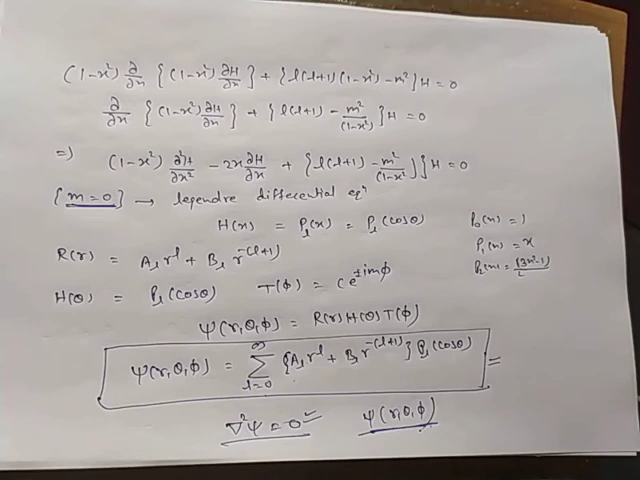 (1-x²) ∂/∂x {(1-x²) ∂H/∂x} + {l(l+1)(1-x²) - m²}H = 0
∂/∂x {(1-x²) ∂H/∂x} + {l(l+1) - m²/(1-x²)}H = 0
=) (1-x²) ∂²H/∂x² - 2x ∂H/∂x + {l(l+1) - m²/(1-x²)}H = 0
[m=0] → legendre differential eqⁿ
H(x) = Pₗ(x) = Pₗ(cosθ)
P₀(x) = 1
P₁(x) = x
P₂(x) = (3x²-1)/2
R(r) = Aₗ rˡ + Bₗ r^-(l+1)
H(θ) = Pₗ(cosθ) T(ϕ) = C e^±imϕ
Ψ(r,θ,ϕ) = R(r) H(θ) T(ϕ)
Ψ(r,θ,ϕ) = ∑_{l=0}^∞ {Aₗ rˡ + Bₗ r^-(l+1)} Pₗ(cosθ) =
∇²Ψ = 0 Ψ(r,θ,ϕ)